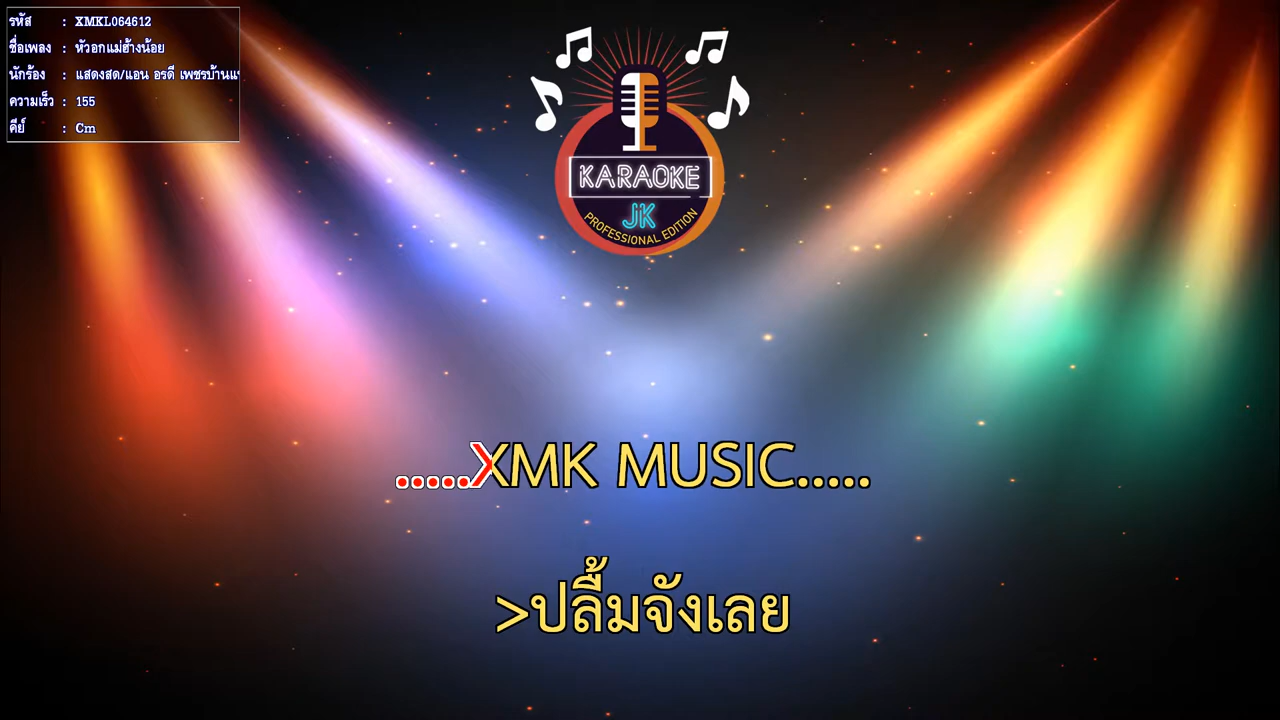 รหัส : XMKL064612
ชื่อเพลง : หัวอกแม่ฮ้างน้อย
นักร้อง : แสดงสด/แอน อรดี เพชรบ้านแพ
ความเร็ว : 155
คีย์ : Cm
KARAOKE
JK
PROFESSIONAL EDITION
.....XMK MUSIC.....
>ปลื้มจังเลย